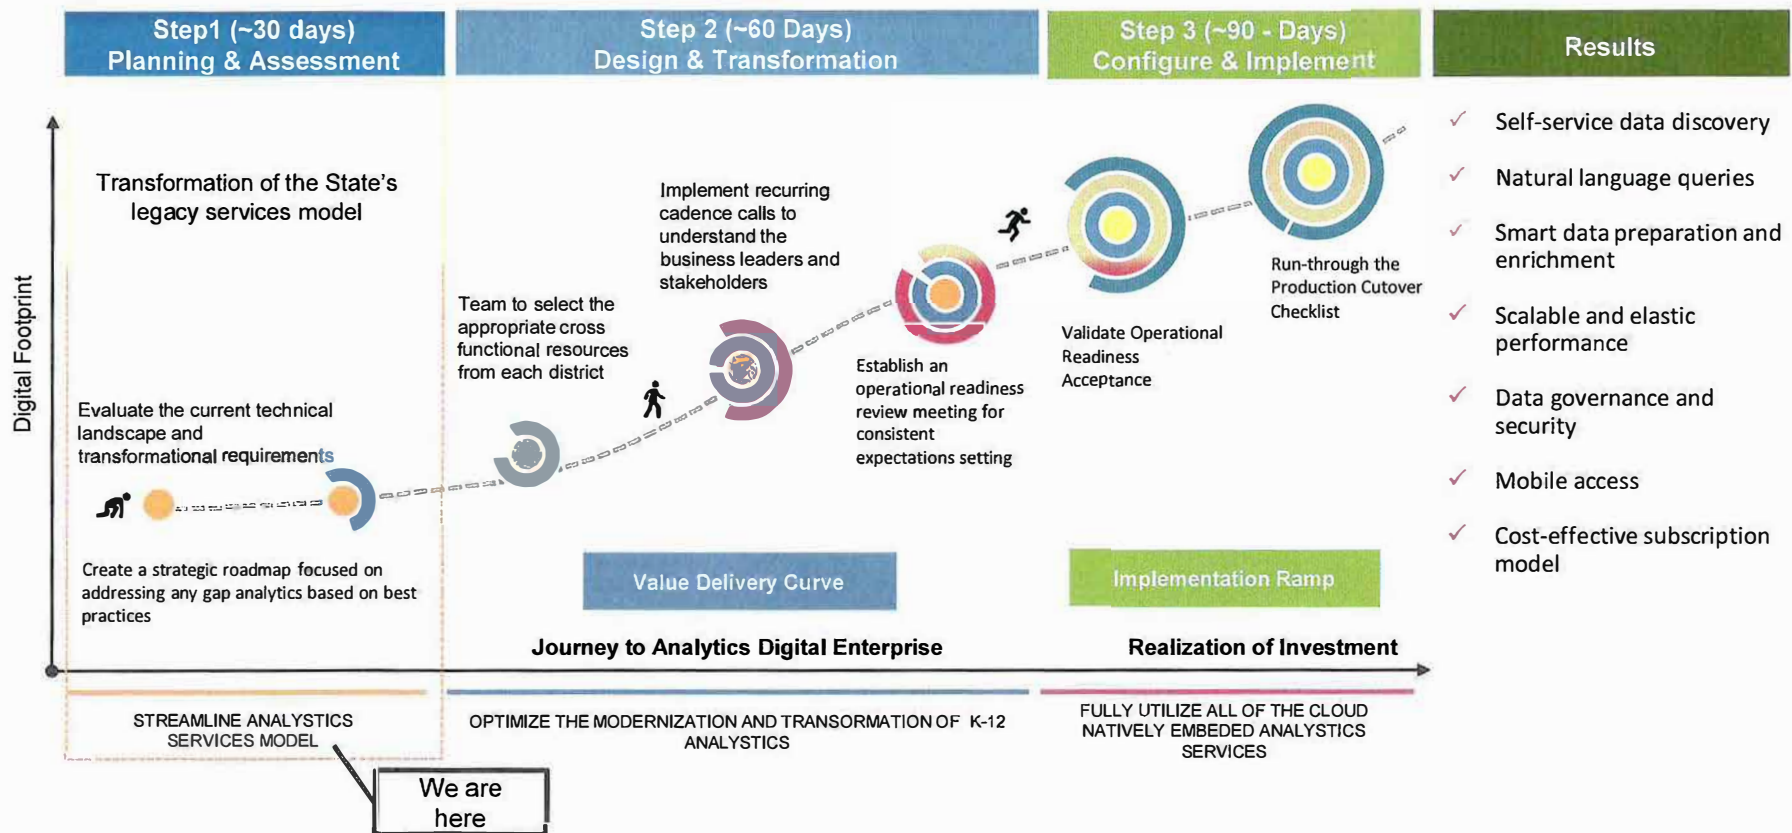 Step1 (~30 days)
Planning & Assessment
Step 2 (~60 Days)
Design & Transformation
Step 3 (~90 - Days)
Configure & Implement
Results
Digital Footprint
Transformation of the State's
legacy services model
Evaluate the current technical
landscape and
transformational requirements
Create a strategic roadmap focused on
addressing any gap analytics based on best
practices
Team to select the
appropriate cross
functional resources
from each district
Implement recurring
cadence calls to
understand the
business leaders and
stakeholders
Establish an
operational readiness
review meeting for
consistent
expectations setting
Validate Operational
Readiness
Acceptance
Run-through the
Production Cutover
Checklist
✓ Self-service data discovery
✓ Natural language queries
✓ Smart data preparation and
enrichment
✓ Scalable and elastic
performance
✓ Data governance and
security
✓ Mobile access
✓ Cost-effective subscription
model
Value Delivery Curve
Implementation Ramp
Journey to Analytics Digital Enterprise
Realization of Investment
STREAMLINE ANALYSTICS
SERVICES MODEL
OPTIMIZE THE MODERNIZATION AND TRANSORMATION OF K-12
ANALYSTICS
FULLY UTILIZE ALL OF THE CLOUD
NATIVELY EMBEDED ANALYSTICS
SERVICES
We are
here